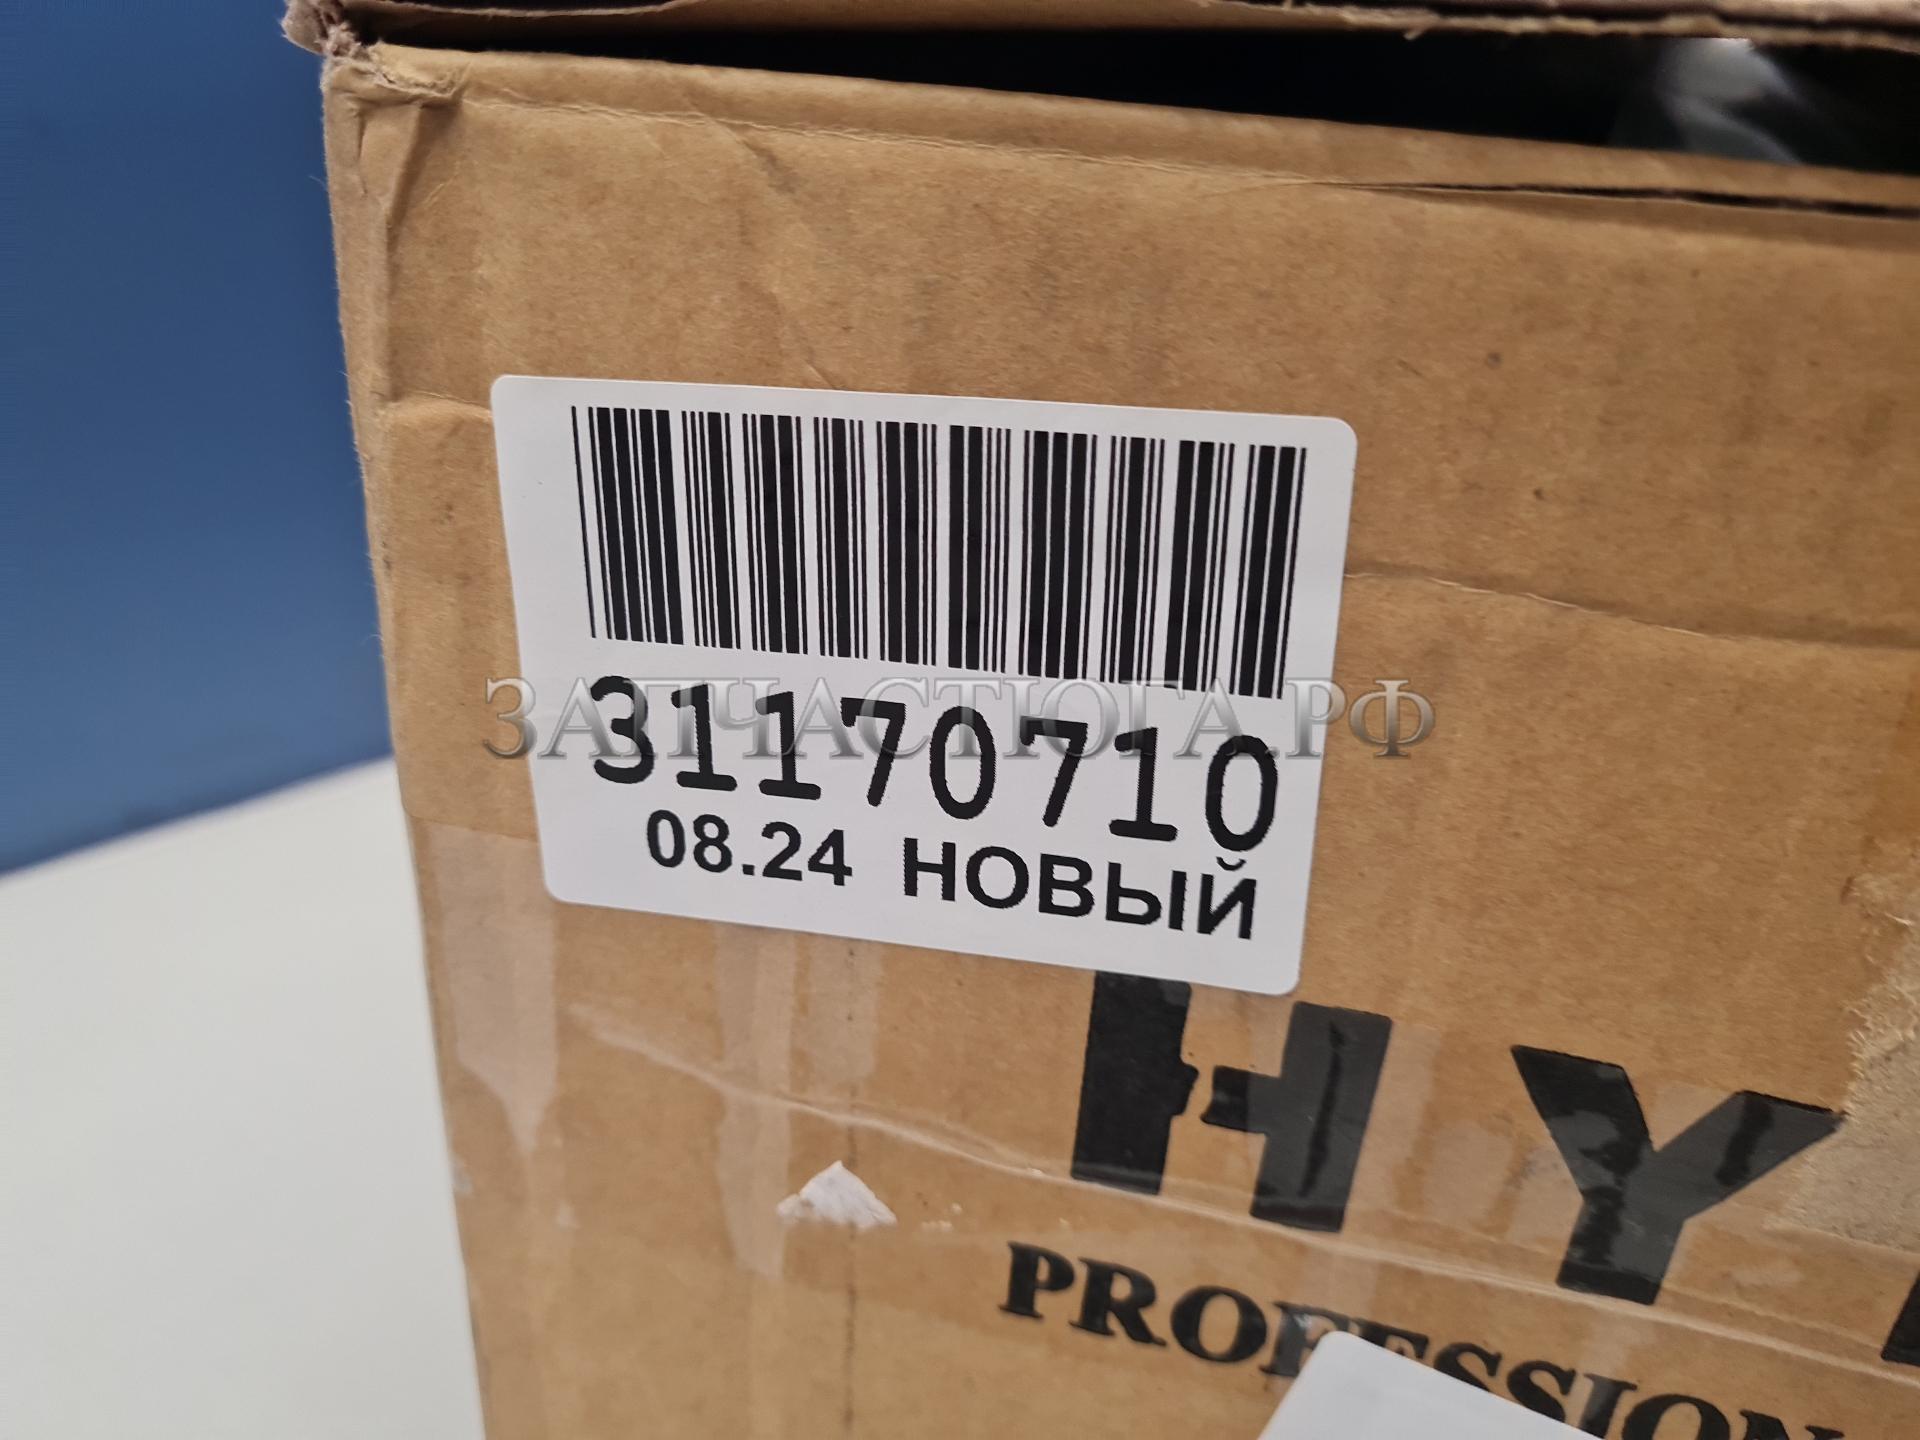 31170710
ЗАПЧАСТЮГА.РФ
08.24 НОВЫЙ
HY
PROFESSION